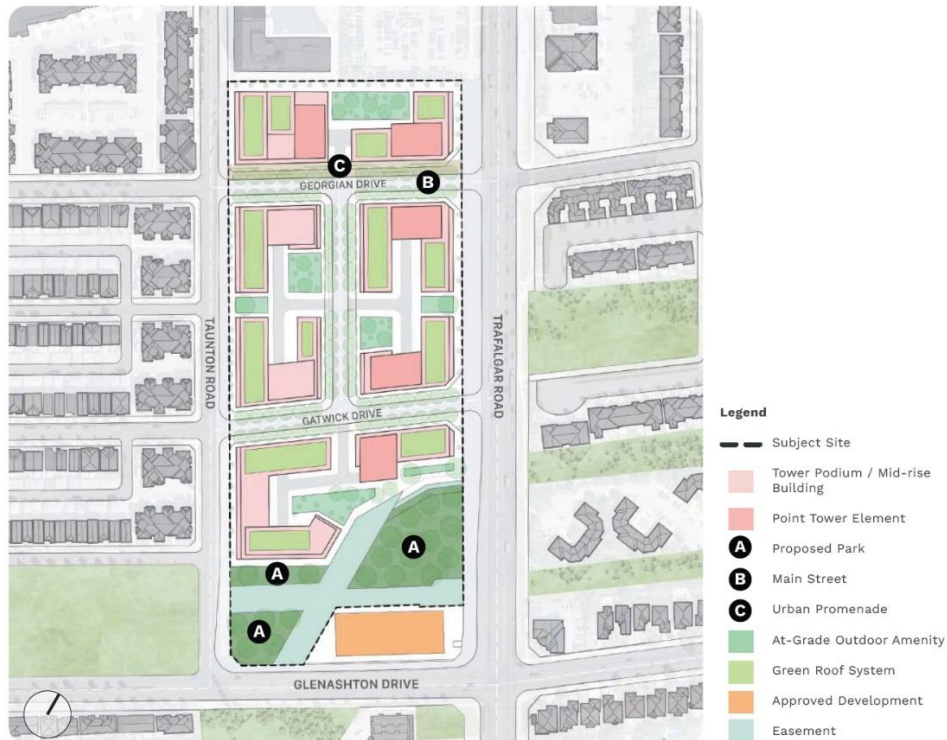 C
GEORGIAN DRIVE
B
TAUNTON ROAD
TRAFALGAR ROAD
GATWICK DRIVE
A
A
A
GLENASHTON DRIVE
Legend
Subject Site
Tower Podium / Mid-rise
Building
Point Tower Element
A Proposed Park
B Main Street
C Urban Promenade
At-Grade Outdoor Amenity
Green Roof System
Approved Development
Easement